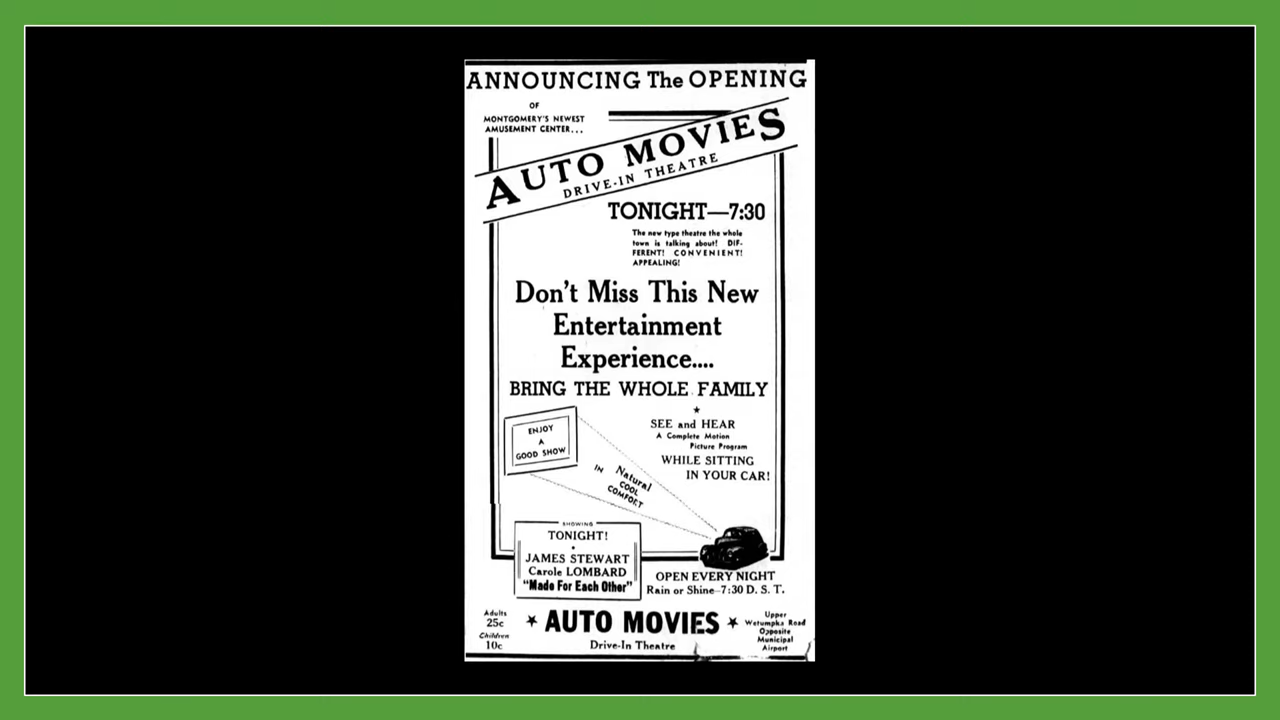 ANNOUNCING The OPENING
OF
MONTGOMERY'S NEWEST
AMUSEMENT CENTER...
AUTO MOVIES
DRIVE-IN THEATRE
TONIGHT—7:30
The new type theatre the whole
town is talking about! DIF-
FERENT! CONVENIENT!
APPEALING!
Don't Miss This New
Entertainment
Experience....
BRING THE WHOLE FAMILY
SEE and HEAR
A Complete Motion
Picture Program
WHILE SITTING
IN YOUR CAR!
ENJOY
A
GOOD SHOW
IN Natural
COOL
COMFORT
SHOWING
TONIGHT!
JAMES STEWART
Carole LOMBARD
"Made For Each Other"
OPEN EVERY NIGHT
Rain or Shine-7:30 D. S. T.
Adults
25c
Children
10c
★ AUTO MOVIES ★
Drive-In Theatre
Upper
Wetumpka Road
Opposite
Municipal
Airport